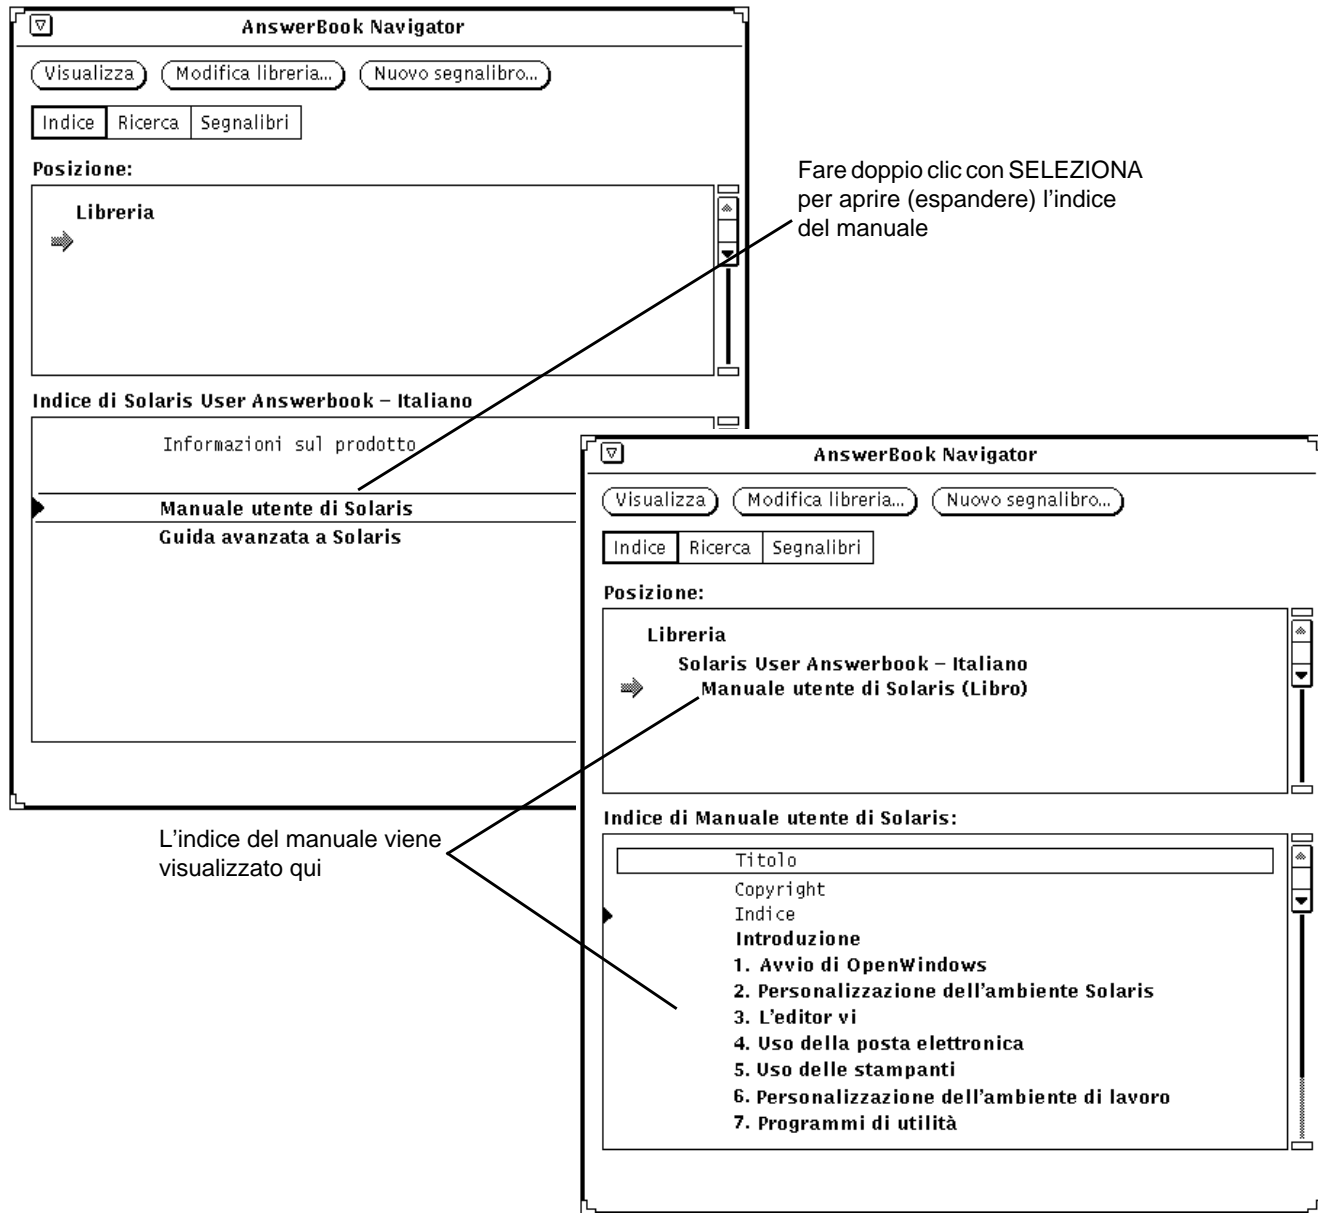 AnswerBook Navigator
Visualizza Modifica libreria... Nuovo segnalibro...
Indice Ricerca Segnalibri
Posizione:
Libreria
Fare doppio clic con SELEZIONA
per aprire (espandere) l'indice
del manuale
Indice di Solaris User Answerbook – Italiano
Informazioni sul prodotto
Manuale utente di Solaris
Guida avanzata a Solaris
L'indice del manuale viene
visualizzato qui
AnswerBook Navigator
Visualizza Modifica libreria... Nuovo segnalibro...
Indice Ricerca Segnalibri
Posizione:
Libreria
Solaris User Answerbook – Italiano
Manuale utente di Solaris (Libro)
Indice di Manuale utente di Solaris:
Titolo
Copyright
Indice
Introduzione
1. Avvio di OpenWindows
2. Personalizzazione dell'ambiente Solaris
3. L'editor vi
4. Uso della posta elettronica
5. Uso delle stampanti
6. Personalizzazione dell'ambiente di lavoro
7. Programmi di utilità